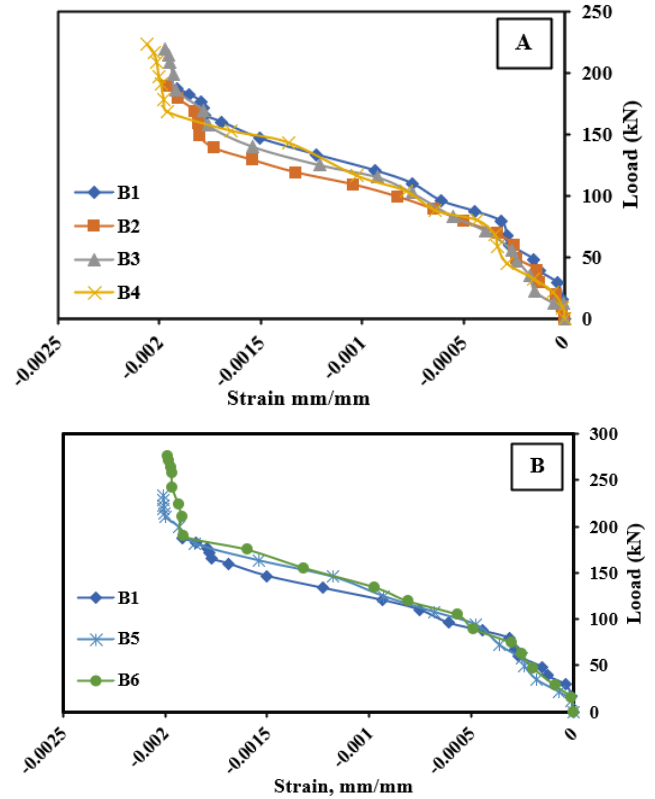 250
A
200
150
Looad (kN)
B1
100
B2
B3
50
B4
0
-0.0025
-0.002
-0.0015
-0.001
-0.0005
0
Strain mm/mm
300
B
250
200
150
Looad (kN)
B1
100
B5
B6
50
0
-0.0025
-0.002
-0.0015
-0.001
-0.0005
0
Strain, mm/mm